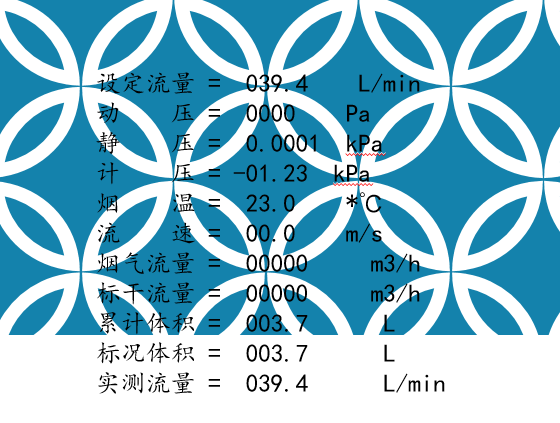 设定流量 = 039.4 L/min
动 压 = 0000 Pa
静 压 = 0.0001 kPa
计 压 = -01.23 kPa
烟 温 = 23.0 *℃
流 速 = 00.0 m/s
烟气流量 = 00000 m3/h
标干流量 = 00000 m3/h
累计体积 = 003.7 L
标况体积 = 003.7 L
实测流量 = 039.4 L/min